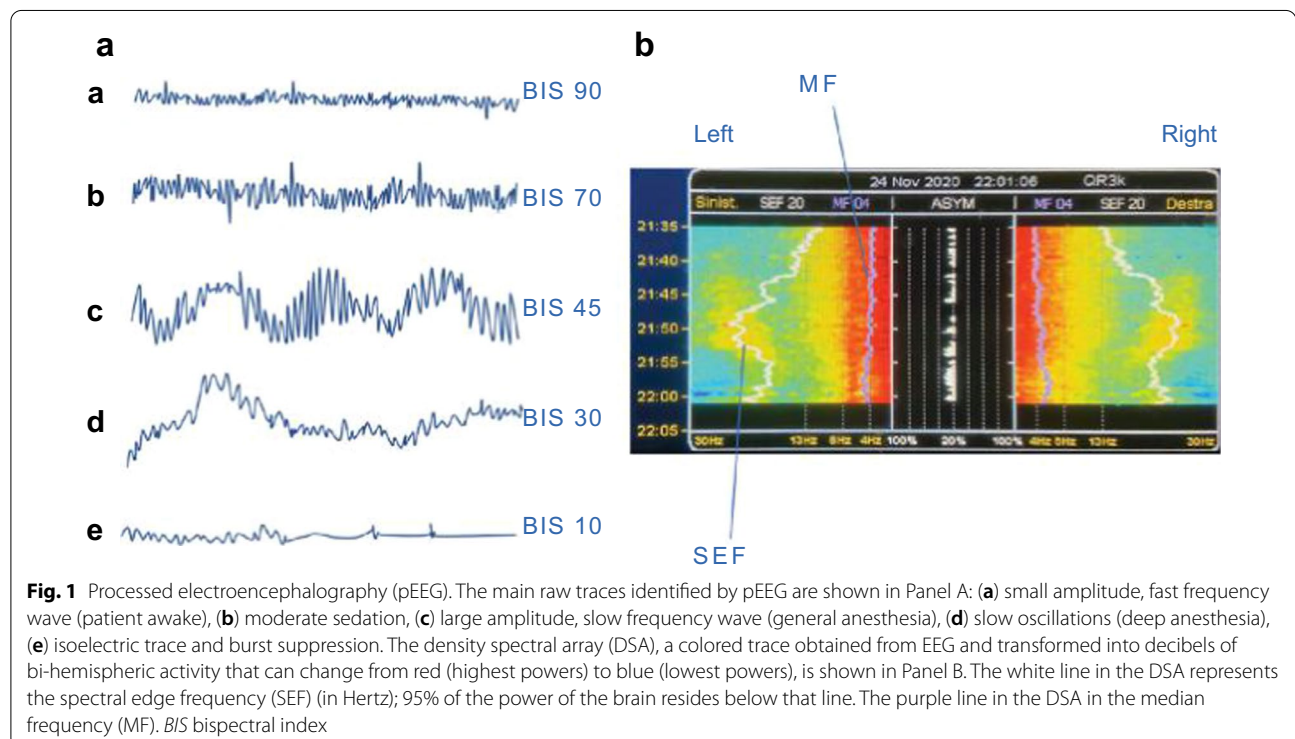 a
a
BIS 90
b
BIS 70
c
BIS 45
d
BIS 30
e
BIS 10
b
MF
Left
Right
24 Nov 2020 22:01:06 QR3k
Sinist. SEF 20 MF 04 ASYM MF 04 SEF 20 Destra
21:35
21:40
21:45
21:50
21:55
22:00
22:05
30Hz 13Hz 8Hz 4Hz 100% 20% 100% 4Hz 8Hz 13Hz 30Hz
SEF
Fig. 1 Processed electroencephalography (pEEG). The main raw traces identified by pEEG are shown in Panel A: (a) small amplitude, fast frequency
wave (patient awake), (b) moderate sedation, (c) large amplitude, slow frequency wave (general anesthesia), (d) slow oscillations (deep anesthesia),
(e) isoelectric trace and burst suppression. The density spectral array (DSA), a colored trace obtained from EEG and transformed into decibels of
bi-hemispheric activity that can change from red (highest powers) to blue (lowest powers), is shown in Panel B. The white line in the DSA represents
the spectral edge frequency (SEF) (in Hertz); 95% of the power of the brain resides below that line. The purple line in the DSA in the median
frequency (MF). BIS bispectral index